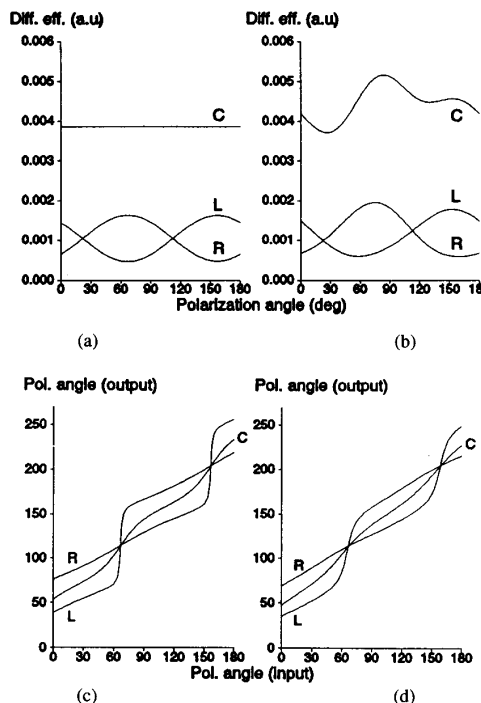 Diff. eff. (a.u)
0.006
0.005
0.004
0.003
0.002
0.001
0.000
C
L
R
0 30 60 90 120 150 180
Diff. eff. (a.u)
0.006
0.005
0.004
0.003
0.002
0.001
0.000
C
L
R
0 30 60 90 120 150 180
Polarization angle (deg)
(a)
(b)
Pol. angle (output)
250
200
150
100
50
0
C
R
L
0 30 60 90 120 150 180
Pol. angle (output)
250
200
150
100
50
0
C
R
L
0 30 60 90 120 150 180
Pol. angle (input)
(c)
(d)